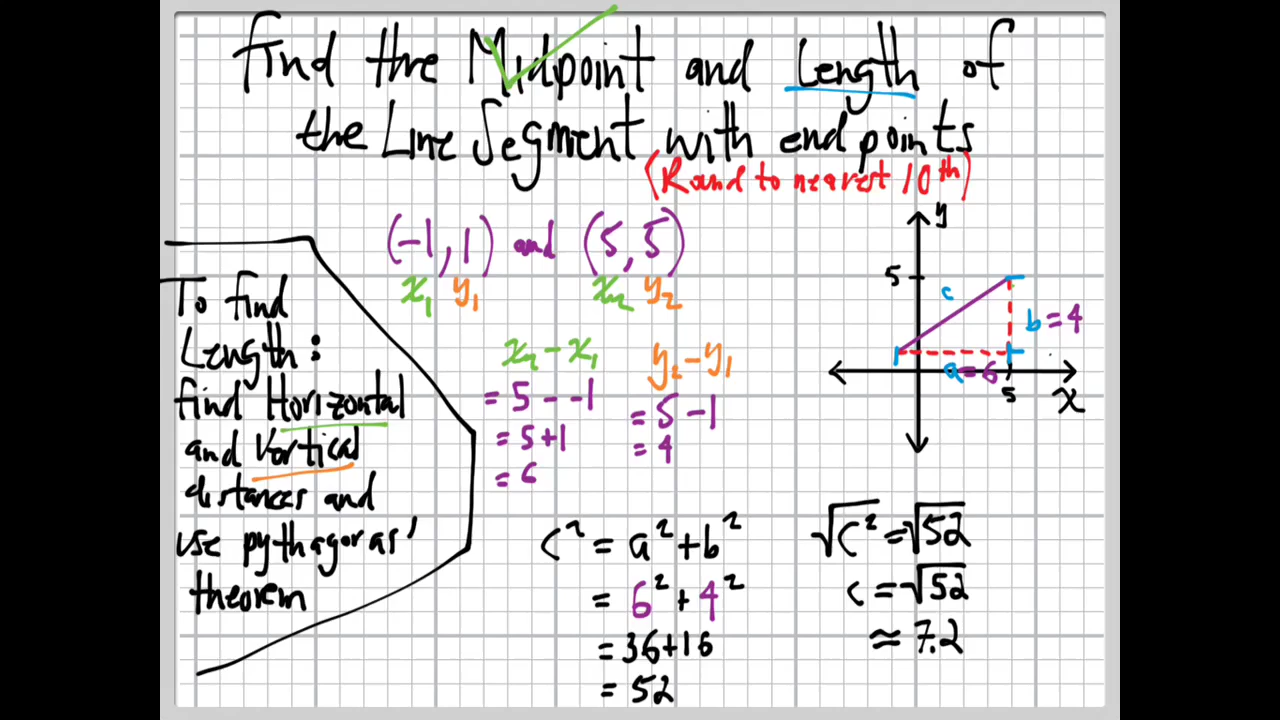 Find the Midpoint and Length of
the Line Segment with endpoints
(Round to nearest 10th)
(-1, 1) and (5, 5)
x₁ y₁ x₂ y₂
To find
Length:
find Horizontal
and Vertical
distances and
use pythagoras'
theorem
x₂ - x₁
= 5 - -1
= 5+1
= 6
y₂ - y₁
= 5 - 1
= 4
y
5
c
b = 4
a = 6
5
x
c² = a² + b²
= 6² + 4²
= 36+16
= 52
√c² = √52
c = √52
≈ 7.2